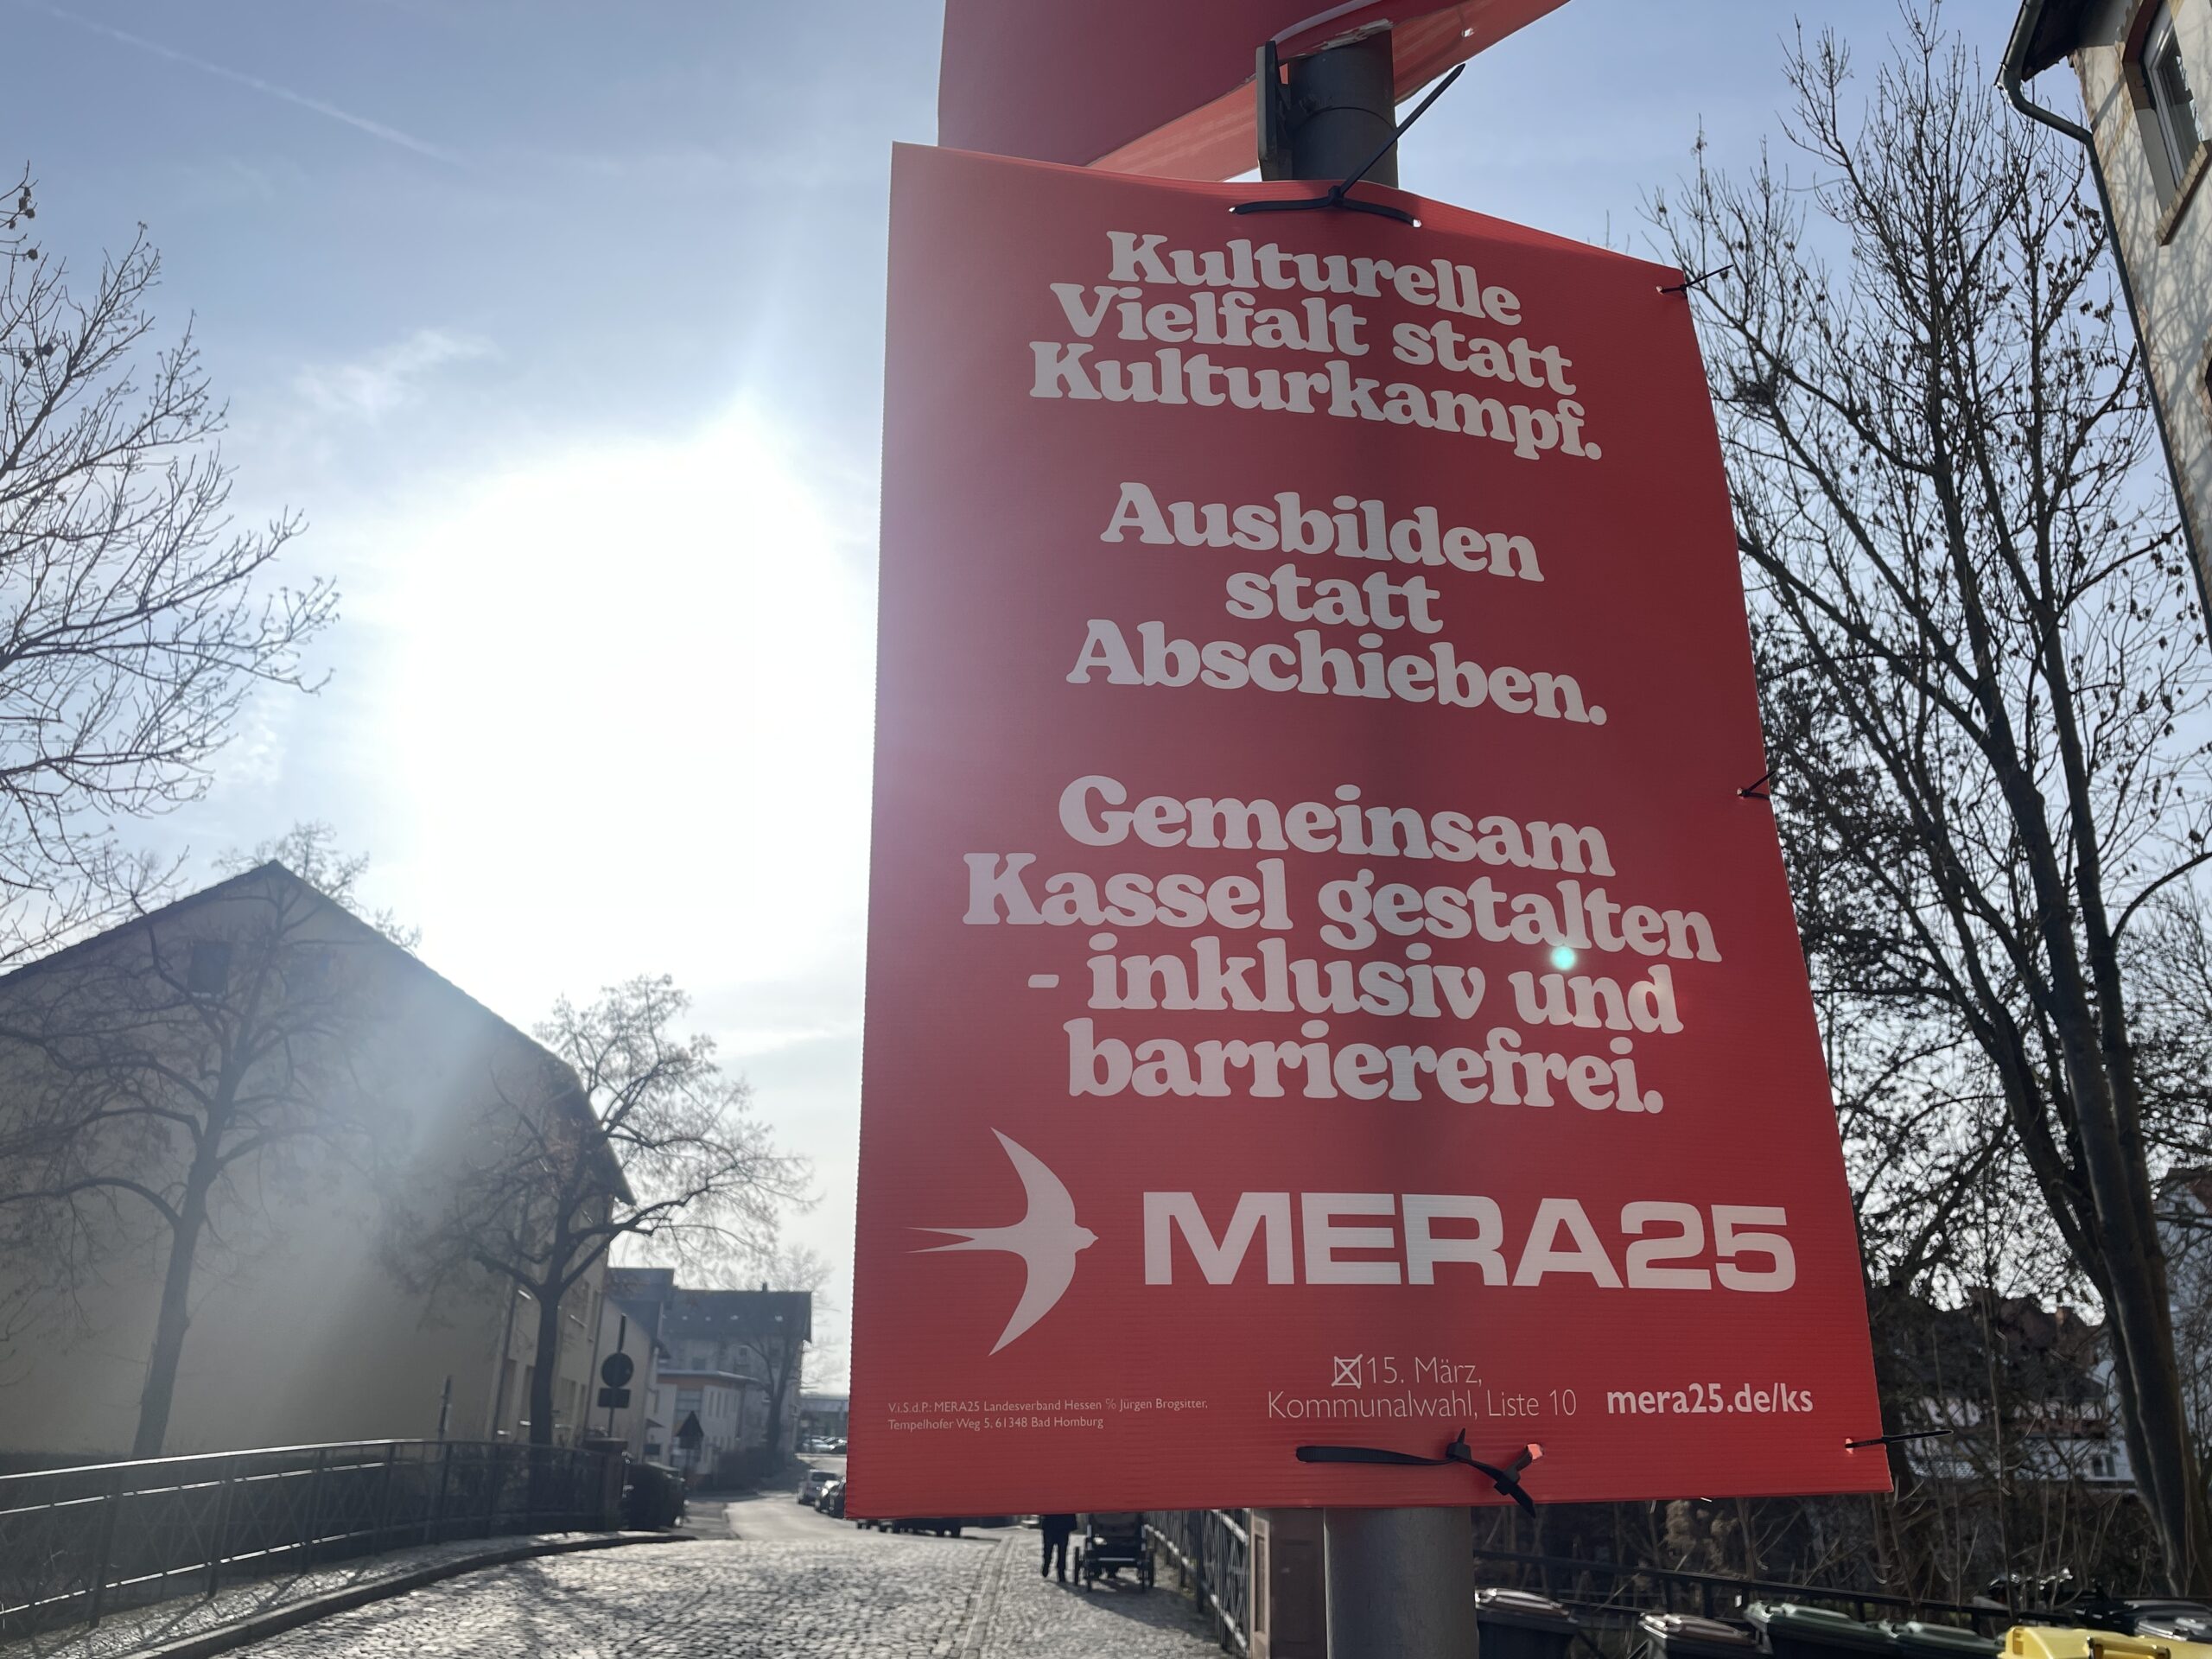 Kulturelle
Vielfalt statt
Kulturkampf.
Ausbilden
statt
Abschieben.
Gemeinsam
Kassel gestalten
- inklusiv und
barrierefrei.
MERA25
15. März,
Kommunalwahl, Liste 10
mera25.de/ks
V.i.S.d.P.: MERA25 Landesverband Hessen ℅ Jürgen Brogsitter,
Tempelhofer Weg 5, 61348 Bad Homburg